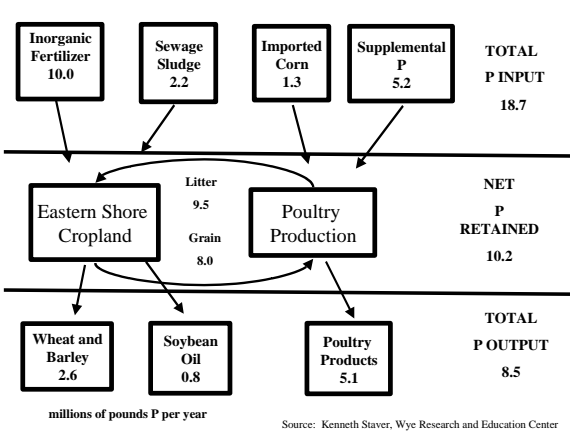 Inorganic
Fertilizer
10.0
Sewage
Sludge
2.2
Imported
Corn
1.3
Supplemental
P
5.2
TOTAL
P INPUT
18.7
Eastern Shore
Cropland
Litter
9.5
Grain
8.0
Poultry
Production
NET
P
RETAINED
10.2
Wheat and
Barley
2.6
Soybean
Oil
0.8
Poultry
Products
5.1
TOTAL
P OUTPUT
8.5
millions of pounds P per year
Source: Kenneth Staver, Wye Research and Education Center